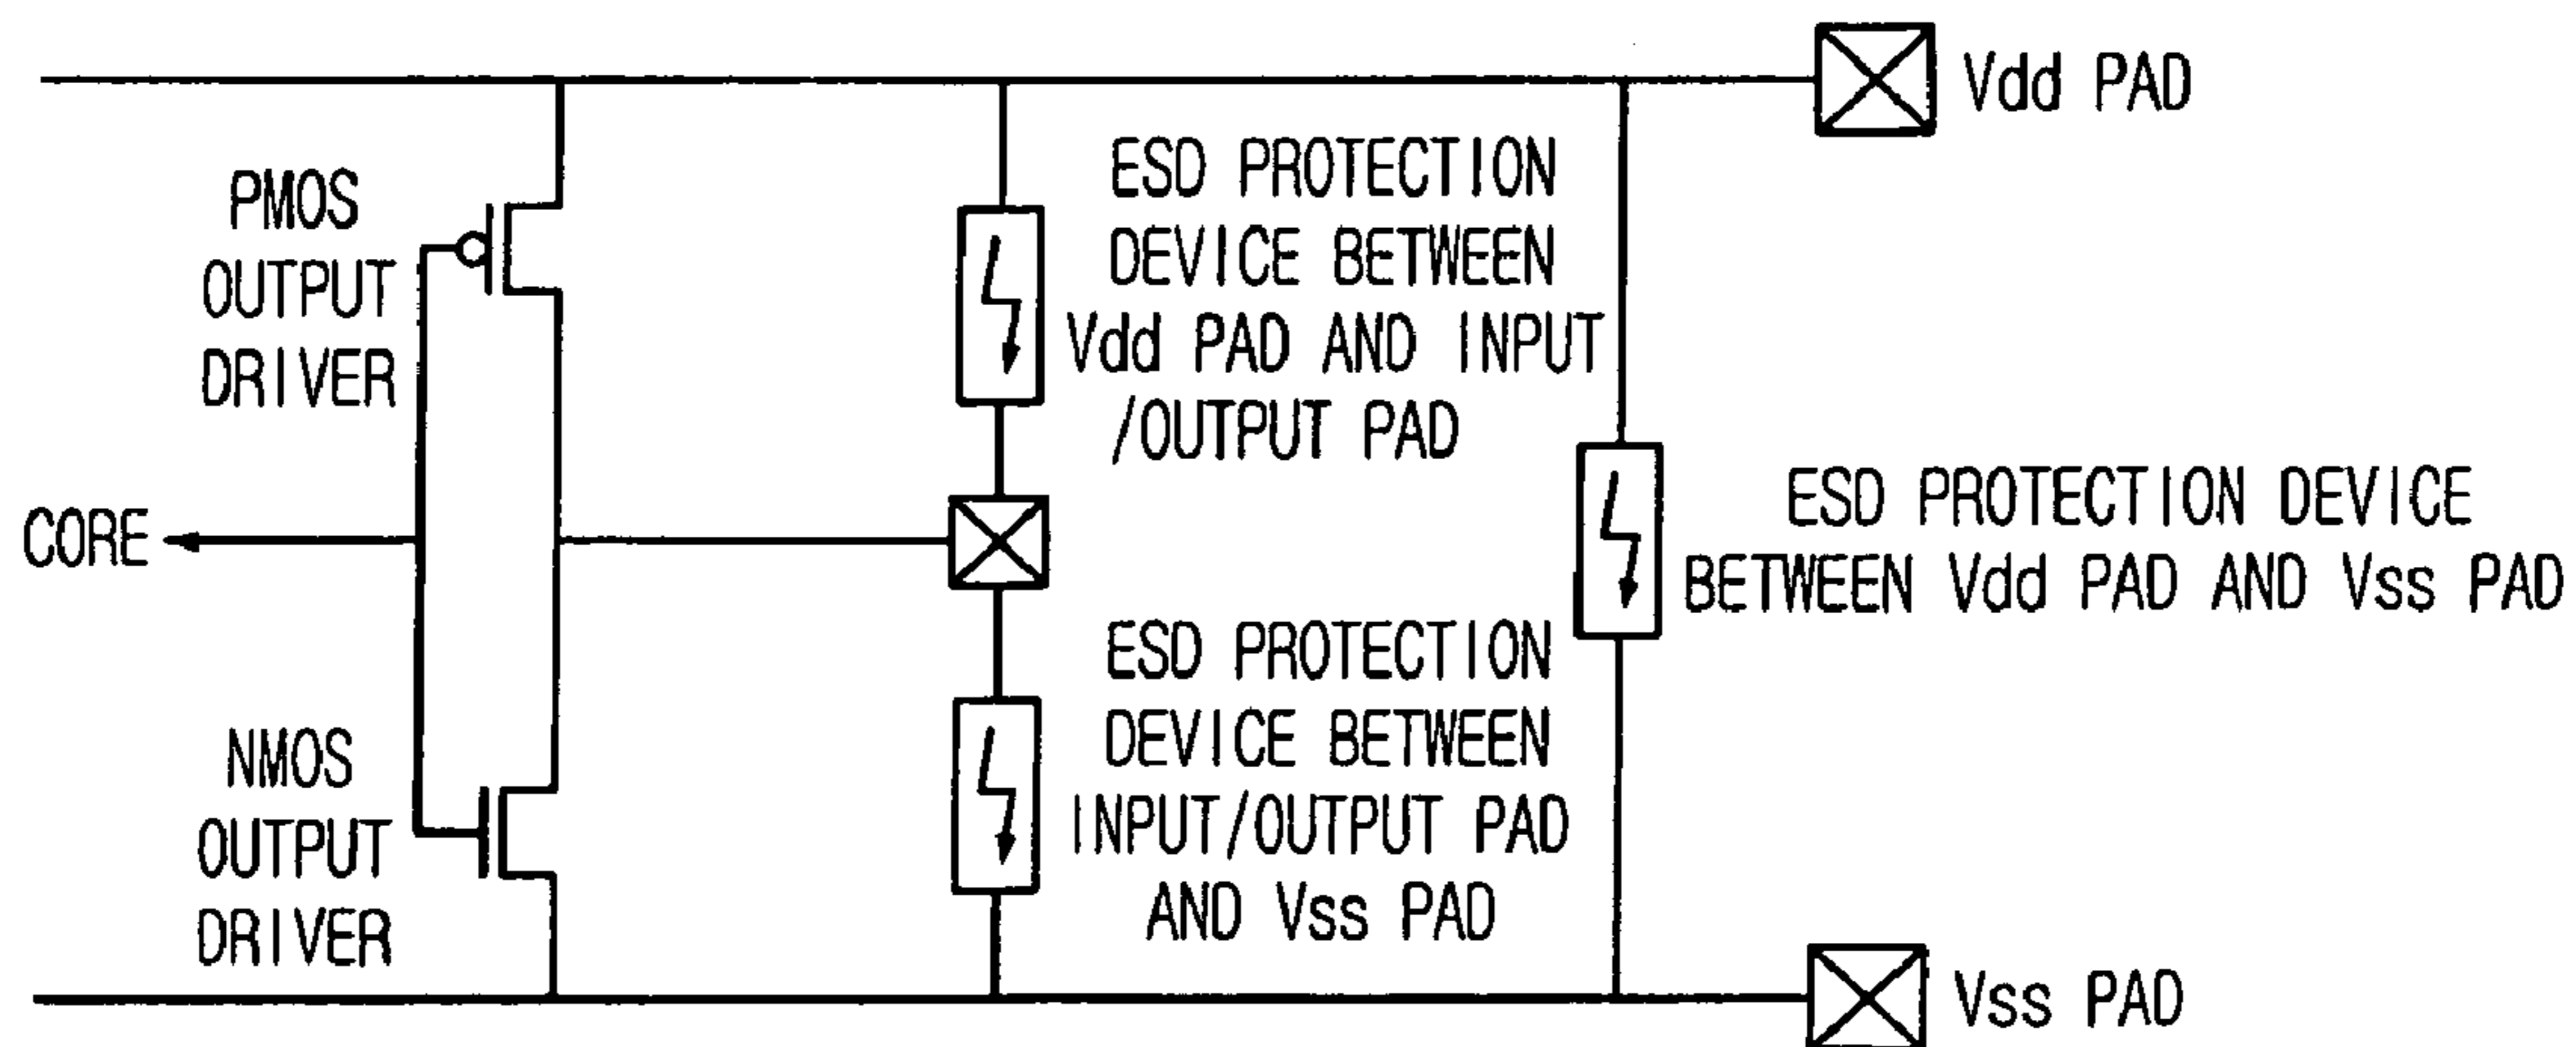 Vdd PAD
PMOS
OUTPUT
DRIVER
ESD PROTECTION
DEVICE BETWEEN
Vdd PAD AND INPUT
/OUTPUT PAD
CORE
ESD PROTECTION DEVICE
BETWEEN Vdd PAD AND Vss PAD
NMOS
OUTPUT
DRIVER
ESD PROTECTION
DEVICE BETWEEN
INPUT/OUTPUT PAD
AND Vss PAD
Vss PAD